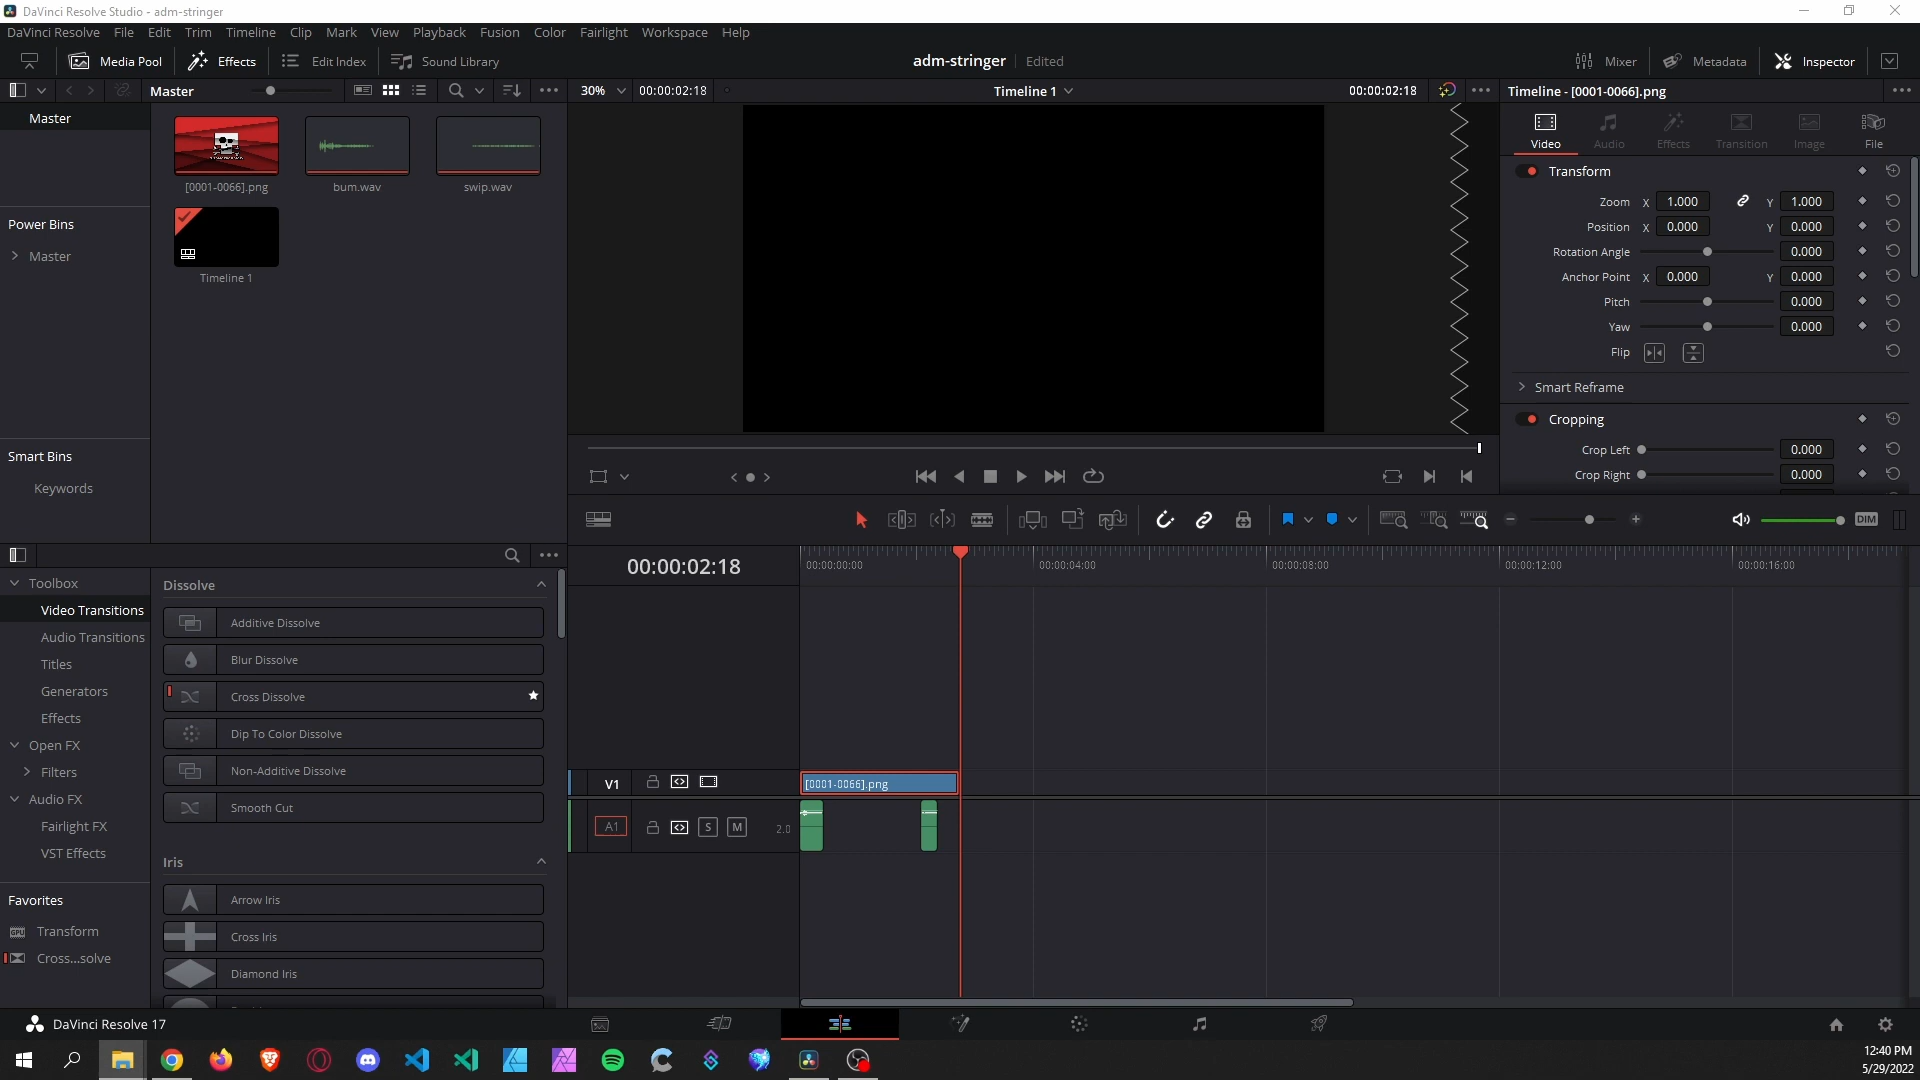 DaVinci Resolve Studio - adm-stringer
DaVinci Resolve File Edit Trim Timeline Clip Mark View Playback Fusion Color Fairlight Workspace Help
Media Pool Effects Edit Index Sound Library adm-stringer Edited Mixer Metadata Inspector
Master 30% 00:00:02:18 Timeline 1 00:00:02:18 Timeline - [0001-0066].png
Master
Video Audio Effects Transition Image File
[0001-0066].png bum.wav swip.wav
Timeline 1
Power Bins
Master
Smart Bins
Keywords
Transform
Zoom X 1.000 Y 1.000
Position X 0.000 Y 0.000
Rotation Angle 0.000
Anchor Point X 0.000 Y 0.000
Pitch 0.000
Yaw 0.000
Flip
Smart Reframe
Cropping
Crop Left 0.000
Crop Right 0.000
DIM
Toolbox
Video Transitions
Audio Transitions
Titles
Generators
Effects
Open FX
Filters
Audio FX
Fairlight FX
VST Effects
Favorites
Transform
Cross...solve
Dissolve
Additive Dissolve
Blur Dissolve
Cross Dissolve
Dip To Color Dissolve
Non-Additive Dissolve
Smooth Cut
Iris
Arrow Iris
Cross Iris
Diamond Iris
00:00:02:18 00:00:00:00 00:00:04:00 00:00:08:00 00:00:12:00 00:00:16:00
V1 [0001-0066].png
A1 S M 2.0
DaVinci Resolve 17
12:40 PM
5/29/2022